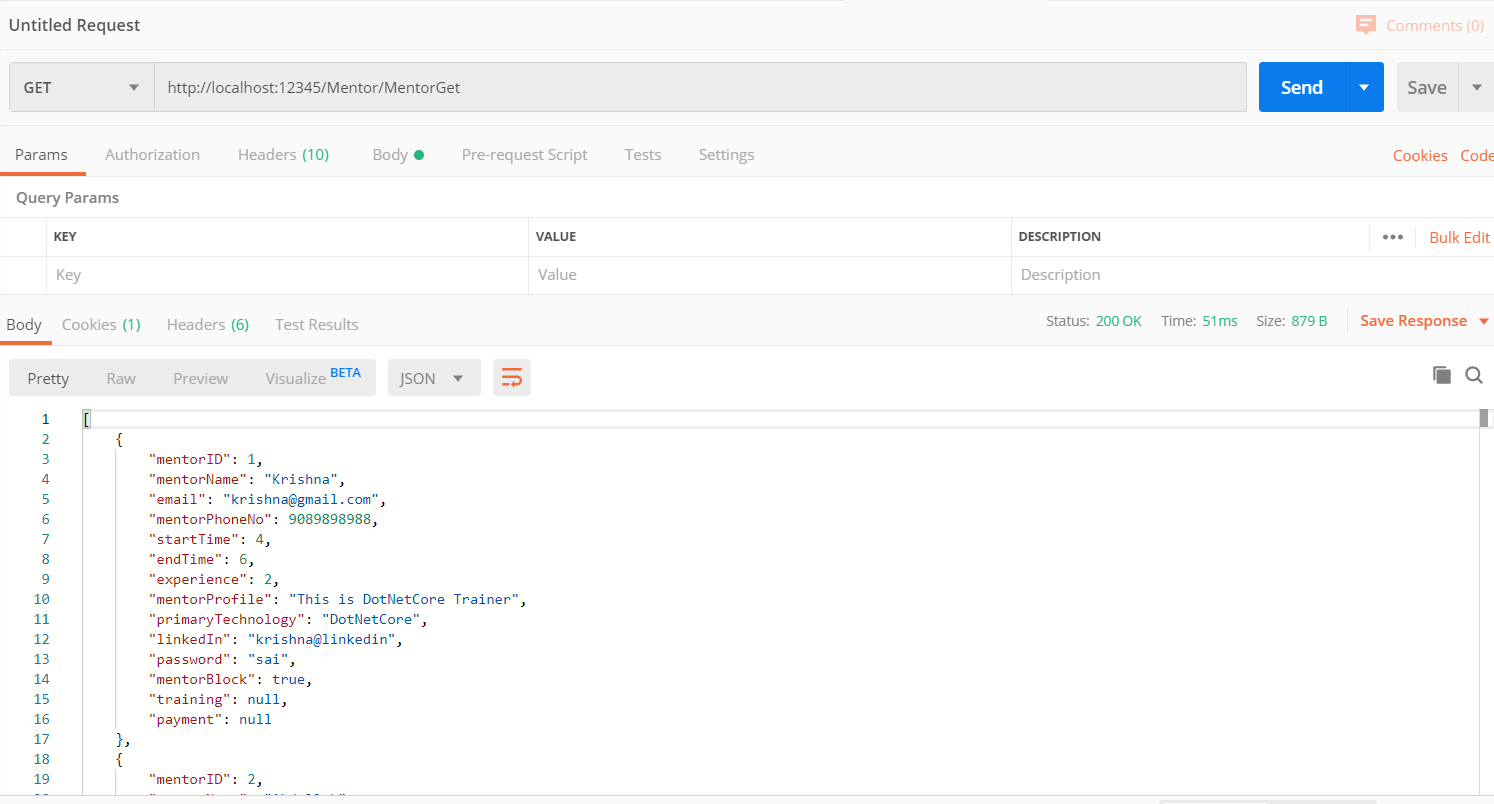 Untitled Request
Comments (0)
GET http://localhost:12345/Mentor/MentorGet Send Save
Params Authorization Headers (10) Body Pre-request Script Tests Settings Cookies Code
Query Params
KEY VALUE DESCRIPTION Bulk Edit
Key Value Description
Body Cookies (1) Headers (6) Test Results Status: 200 OK Time: 51ms Size: 879 B Save Response
Pretty Raw Preview Visualize BETA JSON
1 [
2 {
3 "mentorID": 1,
4 "mentorName": "Krishna",
5 "email": "krishna@gmail.com",
6 "mentorPhoneNo": 9089898988,
7 "startTime": 4,
8 "endTime": 6,
9 "experience": 2,
10 "mentorProfile": "This is DotNetCore Trainer",
11 "primaryTechnology": "DotNetCore",
12 "linkedIn": "krishna@linkedin",
13 "password": "sai",
14 "mentorBlock": true,
15 "training": null,
16 "payment": null
17 },
18 {
19 "mentorID": 2,